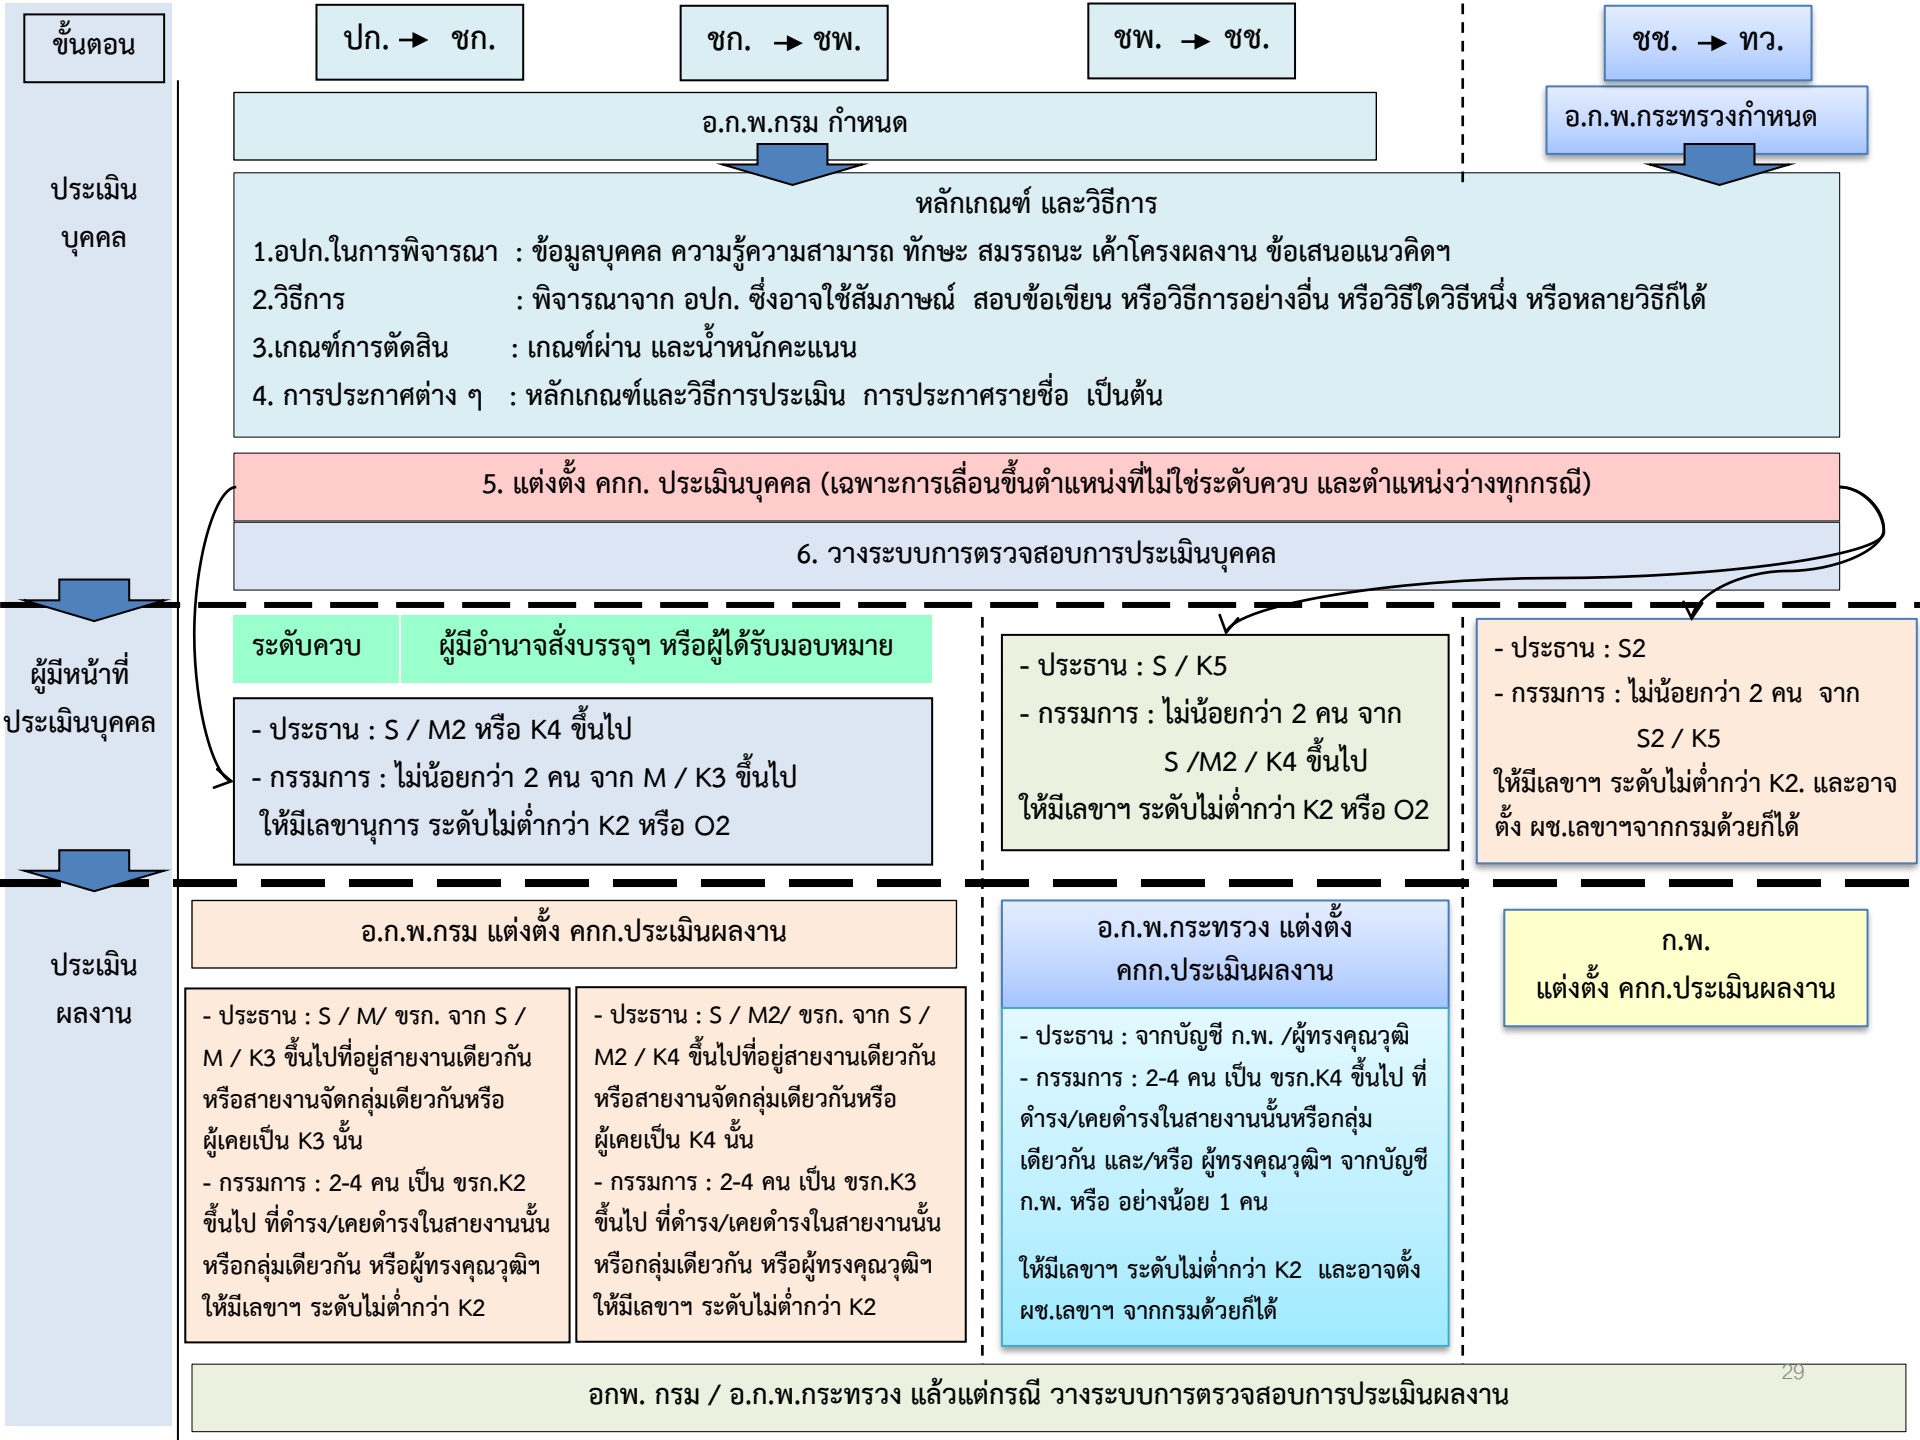 ขั้นตอน
ปก. → ชก.
ชก. → ชพ.
ชพ. → ชช.
ชช. → ทว.
อ.ก.พ.กรม กำหนด
อ.ก.พ.กระทรวงกำหนด
ประเมิน
บุคคล
หลักเกณฑ์ และวิธีการ
1.อปก.ในการพิจารณา : ข้อมูลบุคคล ความรู้ความสามารถ ทักษะ สมรรถนะ เค้าโครงผลงาน ข้อเสนอแนวคิดฯ
2.วิธีการ : พิจารณาจาก อปก. ซึ่งอาจใช้สัมภาษณ์ สอบข้อเขียน หรือวิธีการอย่างอื่น หรือวิธีใดวิธีหนึ่ง หรือหลายวิธีก็ได้
3.เกณฑ์การตัดสิน : เกณฑ์ผ่าน และน้ำหนักคะแนน
4. การประกาศต่าง ๆ : หลักเกณฑ์และวิธีการประเมิน การประกาศรายชื่อ เป็นต้น
5. แต่งตั้ง คกก. ประเมินบุคคล (เฉพาะการเลื่อนขึ้นตำแหน่งที่ไม่ใช่ระดับควบ และตำแหน่งว่างทุกกรณี)
6. วางระบบการตรวจสอบการประเมินบุคคล
ผู้มีหน้าที่
ประเมินบุคคล
ระดับควบ
ผู้มีอำนาจสั่งบรรจุฯ หรือผู้ได้รับมอบหมาย
- ประธาน : S / M2 หรือ K4 ขึ้นไป
- กรรมการ : ไม่น้อยกว่า 2 คน จาก M / K3 ขึ้นไป
ให้มีเลขานุการ ระดับไม่ต่ำกว่า K2 หรือ O2
- ประธาน : S / K5
- กรรมการ : ไม่น้อยกว่า 2 คน จาก
S /M2 / K4 ขึ้นไป
ให้มีเลขาฯ ระดับไม่ต่ำกว่า K2 หรือ O2
- ประธาน : S2
- กรรมการ : ไม่น้อยกว่า 2 คน จาก
S2 / K5
ให้มีเลขาฯ ระดับไม่ต่ำกว่า K2. และอาจ
ตั้ง ผช.เลขาฯจากกรมด้วยก็ได้
ประเมิน
ผลงาน
อ.ก.พ.กรม แต่งตั้ง คกก.ประเมินผลงาน
- ประธาน : S / M/ ขรก. จาก S /
M / K3 ขึ้นไปที่อยู่สายงานเดียวกัน
หรือสายงานจัดกลุ่มเดียวกันหรือ
ผู้เคยเป็น K3 นั้น
- กรรมการ : 2-4 คน เป็น ขรก.K2
ขึ้นไป ที่ดำรง/เคยดำรงในสายงานนั้น
หรือกลุ่มเดียวกัน หรือผู้ทรงคุณวุฒิฯ
ให้มีเลขาฯ ระดับไม่ต่ำกว่า K2
- ประธาน : S / M2/ ขรก. จาก S /
M2 / K4 ขึ้นไปที่อยู่สายงานเดียวกัน
หรือสายงานจัดกลุ่มเดียวกันหรือ
ผู้เคยเป็น K4 นั้น
- กรรมการ : 2-4 คน เป็น ขรก.K3
ขึ้นไป ที่ดำรง/เคยดำรงในสายงานนั้น
หรือกลุ่มเดียวกัน หรือผู้ทรงคุณวุฒิฯ
ให้มีเลขาฯ ระดับไม่ต่ำกว่า K2
อ.ก.พ.กระทรวง แต่งตั้ง
คกก.ประเมินผลงาน
- ประธาน : จากบัญชี ก.พ. /ผู้ทรงคุณวุฒิ
- กรรมการ : 2-4 คน เป็น ขรก.K4 ขึ้นไป ที่
ดำรง/เคยดำรงในสายงานนั้นหรือกลุ่ม
เดียวกัน และ/หรือ ผู้ทรงคุณวุฒิฯ จากบัญชี
ก.พ. หรือ อย่างน้อย 1 คน
ให้มีเลขาฯ ระดับไม่ต่ำกว่า K2 และอาจตั้ง
ผช.เลขาฯ จากกรมด้วยก็ได้
ก.พ.
แต่งตั้ง คกก.ประเมินผลงาน
29
อกพ. กรม / อ.ก.พ.กระทรวง แล้วแต่กรณี วางระบบการตรวจสอบการประเมินผลงาน